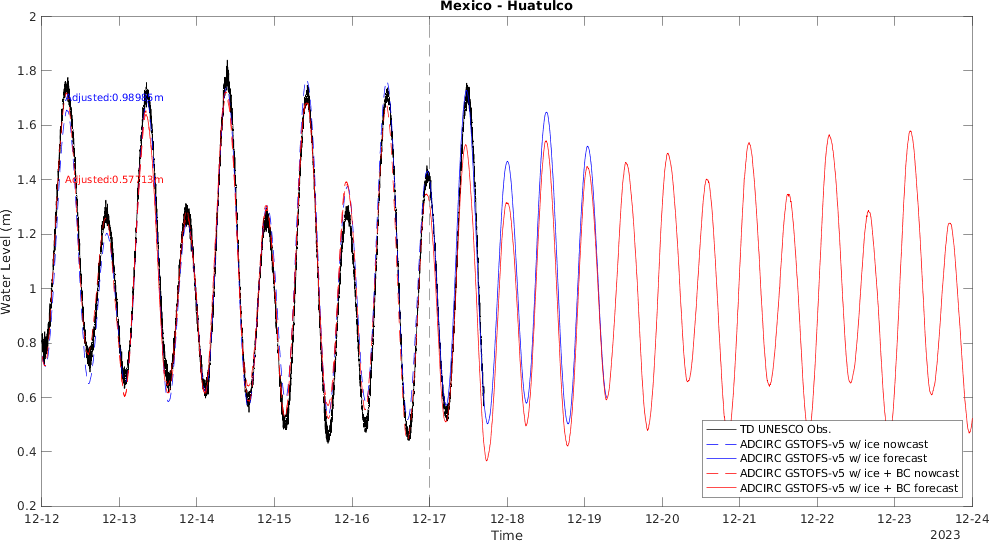 Mexico - Huatulco
2
1.8
1.6
1.4
1.2
1
0.8
0.6
0.4
0.2
Water Level (m)
Adjusted:0.98985m
Adjusted:0.57713m
TD UNESCO Obs.
ADCIRC GSTOFS-v5 w/ ice nowcast
ADCIRC GSTOFS-v5 w/ ice forecast
ADCIRC GSTOFS-v5 w/ ice + BC nowcast
ADCIRC GSTOFS-v5 w/ ice + BC forecast
12-12 12-13 12-14 12-15 12-16 12-17 12-18 12-19 12-20 12-21 12-22 12-23 12-24
Time
2023